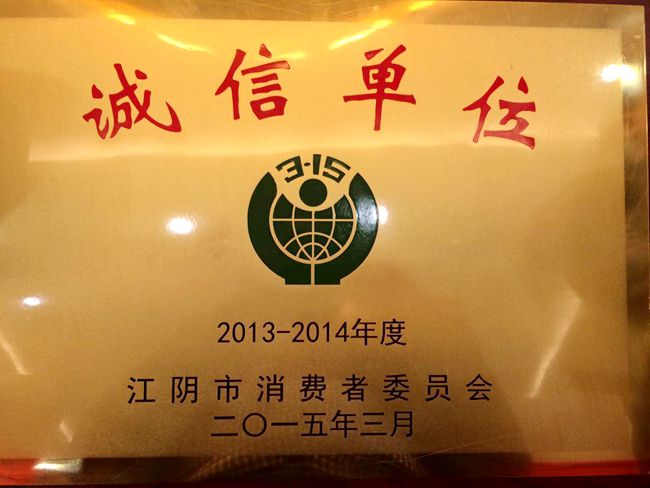 诚信单位
3·15
2013-2014年度
江阴市消费者委员会
二〇一五年三月